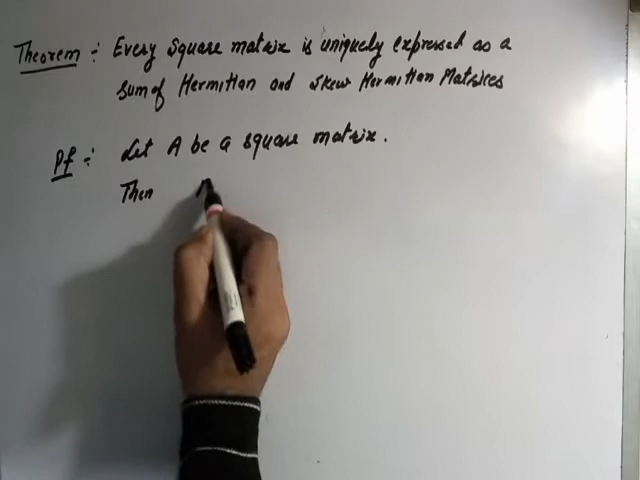 Theorem :- Every square matrix is uniquely expressed as a
sum of Hermitian and skew Hermitian Matrices
Pf :- Let A be a square matrix.
Then